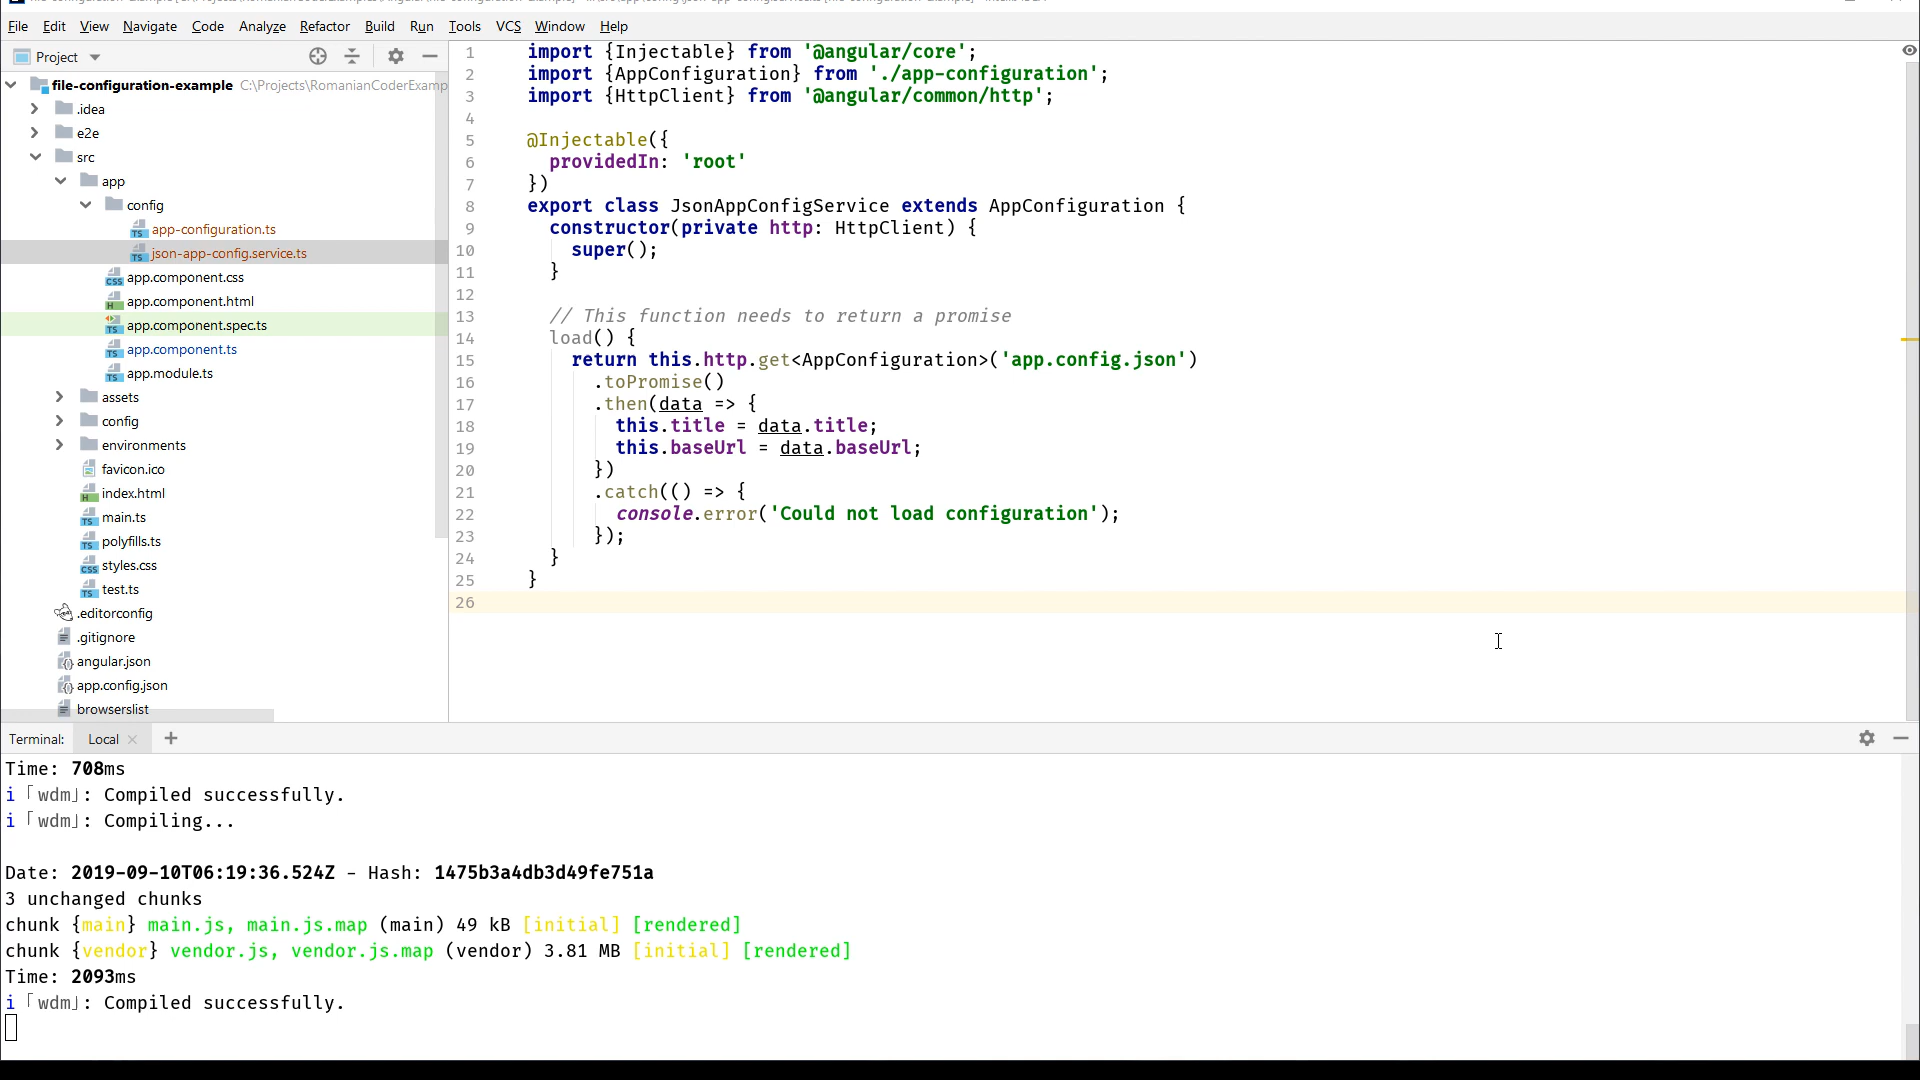 File Edit View Navigate Code Analyze Refactor Build Run Tools VCS Window Help
Project
file-configuration-example C:\Projects\RomanianCoderExamp
.idea
e2e
src
app
config
app-configuration.ts
json-app-config.service.ts
app.component.css
app.component.html
app.component.spec.ts
app.component.ts
app.module.ts
assets
config
environments
favicon.ico
index.html
main.ts
polyfills.ts
styles.css
test.ts
.editorconfig
.gitignore
angular.json
app.config.json
browserslist
1 import {Injectable} from '@angular/core';
2 import {AppConfiguration} from './app-configuration';
3 import {HttpClient} from '@angular/common/http';
4
5 @Injectable({
6 providedIn: 'root'
7 })
8 export class JsonAppConfigService extends AppConfiguration {
9 constructor(private http: HttpClient) {
10 super();
11 }
12
13 // This function needs to return a promise
14 load() {
15 return this.http.get<AppConfiguration>('app.config.json')
16 .toPromise()
17 .then(data => {
18 this.title = data.title;
19 this.baseUrl = data.baseUrl;
20 })
21 .catch(() => {
22 console.error('Could not load configuration');
23 });
24 }
25 }
26
Terminal: Local
Time: 708ms
i「wdm」: Compiled successfully.
i「wdm」: Compiling...
Date: 2019-09-10T06:19:36.524Z - Hash: 1475b3a4db3d49fe751a
3 unchanged chunks
chunk {main} main.js, main.js.map (main) 49 kB [initial] [rendered]
chunk {vendor} vendor.js, vendor.js.map (vendor) 3.81 MB [initial] [rendered]
Time: 2093ms
i「wdm」: Compiled successfully.